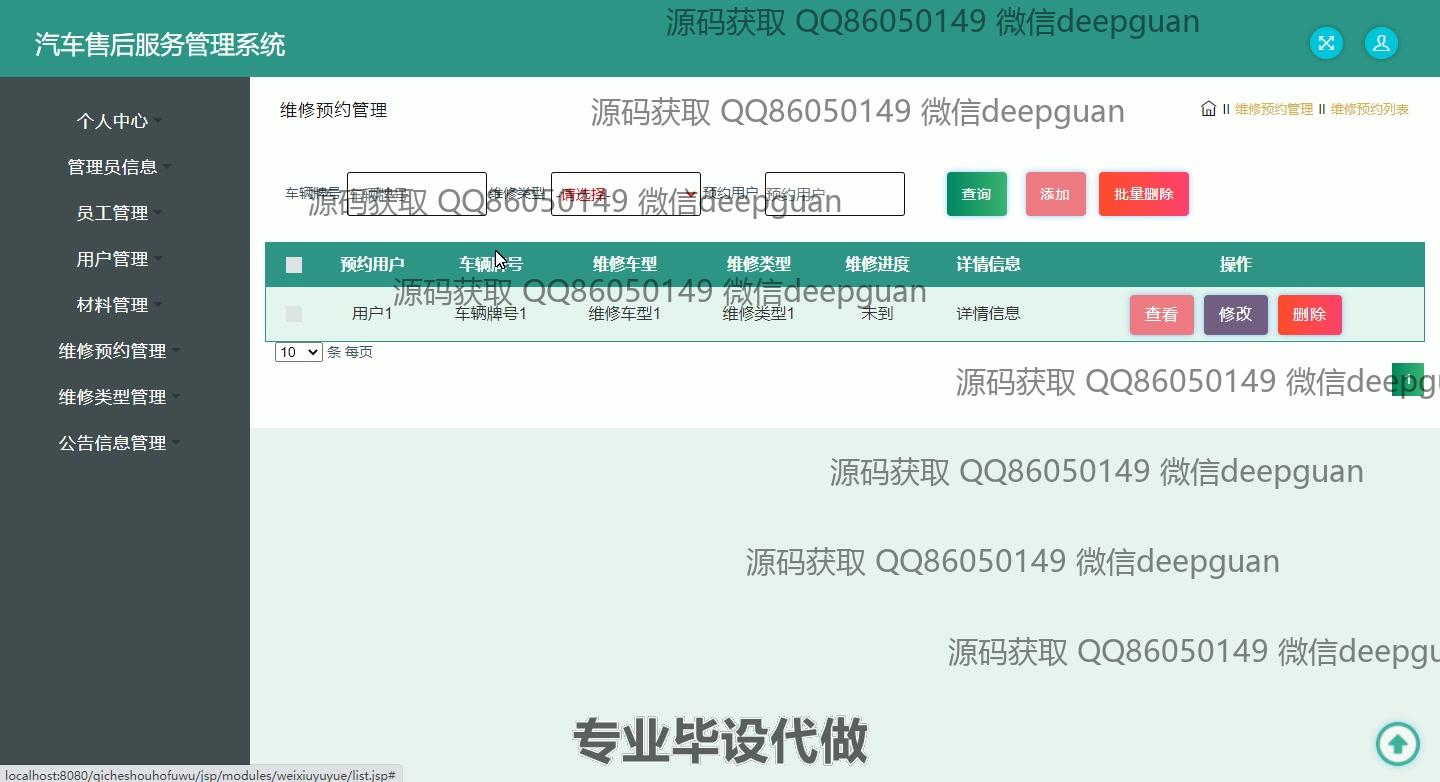 源码获取 QQ86050149 微信deepguan
汽车售后服务管理系统
个人中心
管理员信息
员工管理
用户管理
材料管理
维修预约管理
维修类型管理
公告信息管理
维修预约管理
源码获取 QQ86050149 微信deepguan
维修预约管理 II 维修预约列表
车辆牌号 车辆牌号 维修类型 -请选择- 预约用户 预约用户 查询 添加 批量删除
源码获取 QQ86050149 微信deepguan
预约用户 车辆牌号 维修车型 维修类型 维修进度 详情信息 操作
源码获取 QQ86050149 微信deepguan
用户1 车辆牌号1 维修车型1 维修类型1 未到 详情信息 查看 修改 删除
10 条 每页
源码获取 QQ86050149 微信deepgu
1
源码获取 QQ86050149 微信deepguan
源码获取 QQ86050149 微信deepguan
源码获取 QQ86050149 微信deepgu
专业毕设代做
localhost:8080/qicheshouhofuwu/jsp/modules/weixiuyuyue/list.jsp#